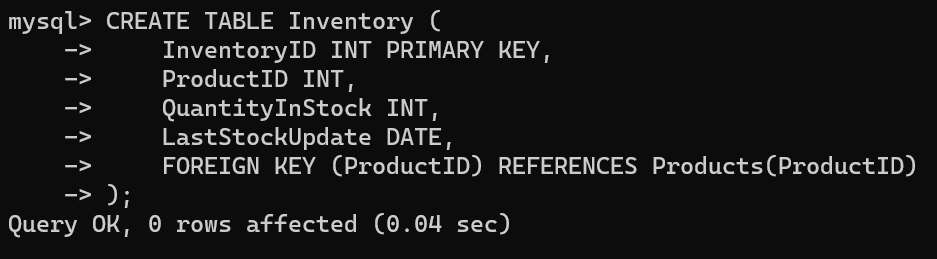 mysql> CREATE TABLE Inventory (
    ->     InventoryID INT PRIMARY KEY,
    ->     ProductID INT,
    ->     QuantityInStock INT,
    ->     LastStockUpdate DATE,
    ->     FOREIGN KEY (ProductID) REFERENCES Products(ProductID)
    -> );
Query OK, 0 rows affected (0.04 sec)